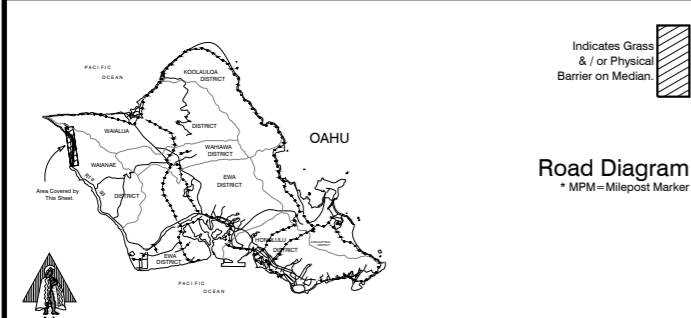 PACIFIC
OCEAN
KOOLAULOA
DISTRICT
WAIALUA
DISTRICT
WAHIAWA
DISTRICT
OAHU
WAIANAE
DISTRICT
EWA
DISTRICT
Area Covered by
This Sheet.
HONOLULU
DISTRICT
EWA
DISTRICT
PACIFIC
OCEAN
Indicates Grass
& / or Physical
Barrier on Median.
Road Diagram
* MPM=Milepost Marker